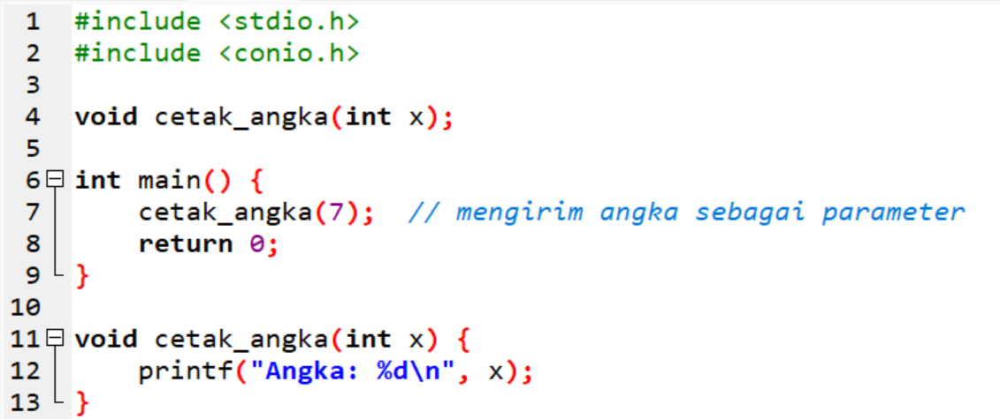 1 #include <stdio.h>
2 #include <conio.h>
3
4 void cetak_angka(int x);
5
6 int main() {
7     cetak_angka(7);  // mengirim angka sebagai parameter
8     return 0;
9 }
10
11 void cetak_angka(int x) {
12     printf("Angka: %d\n", x);
13 }